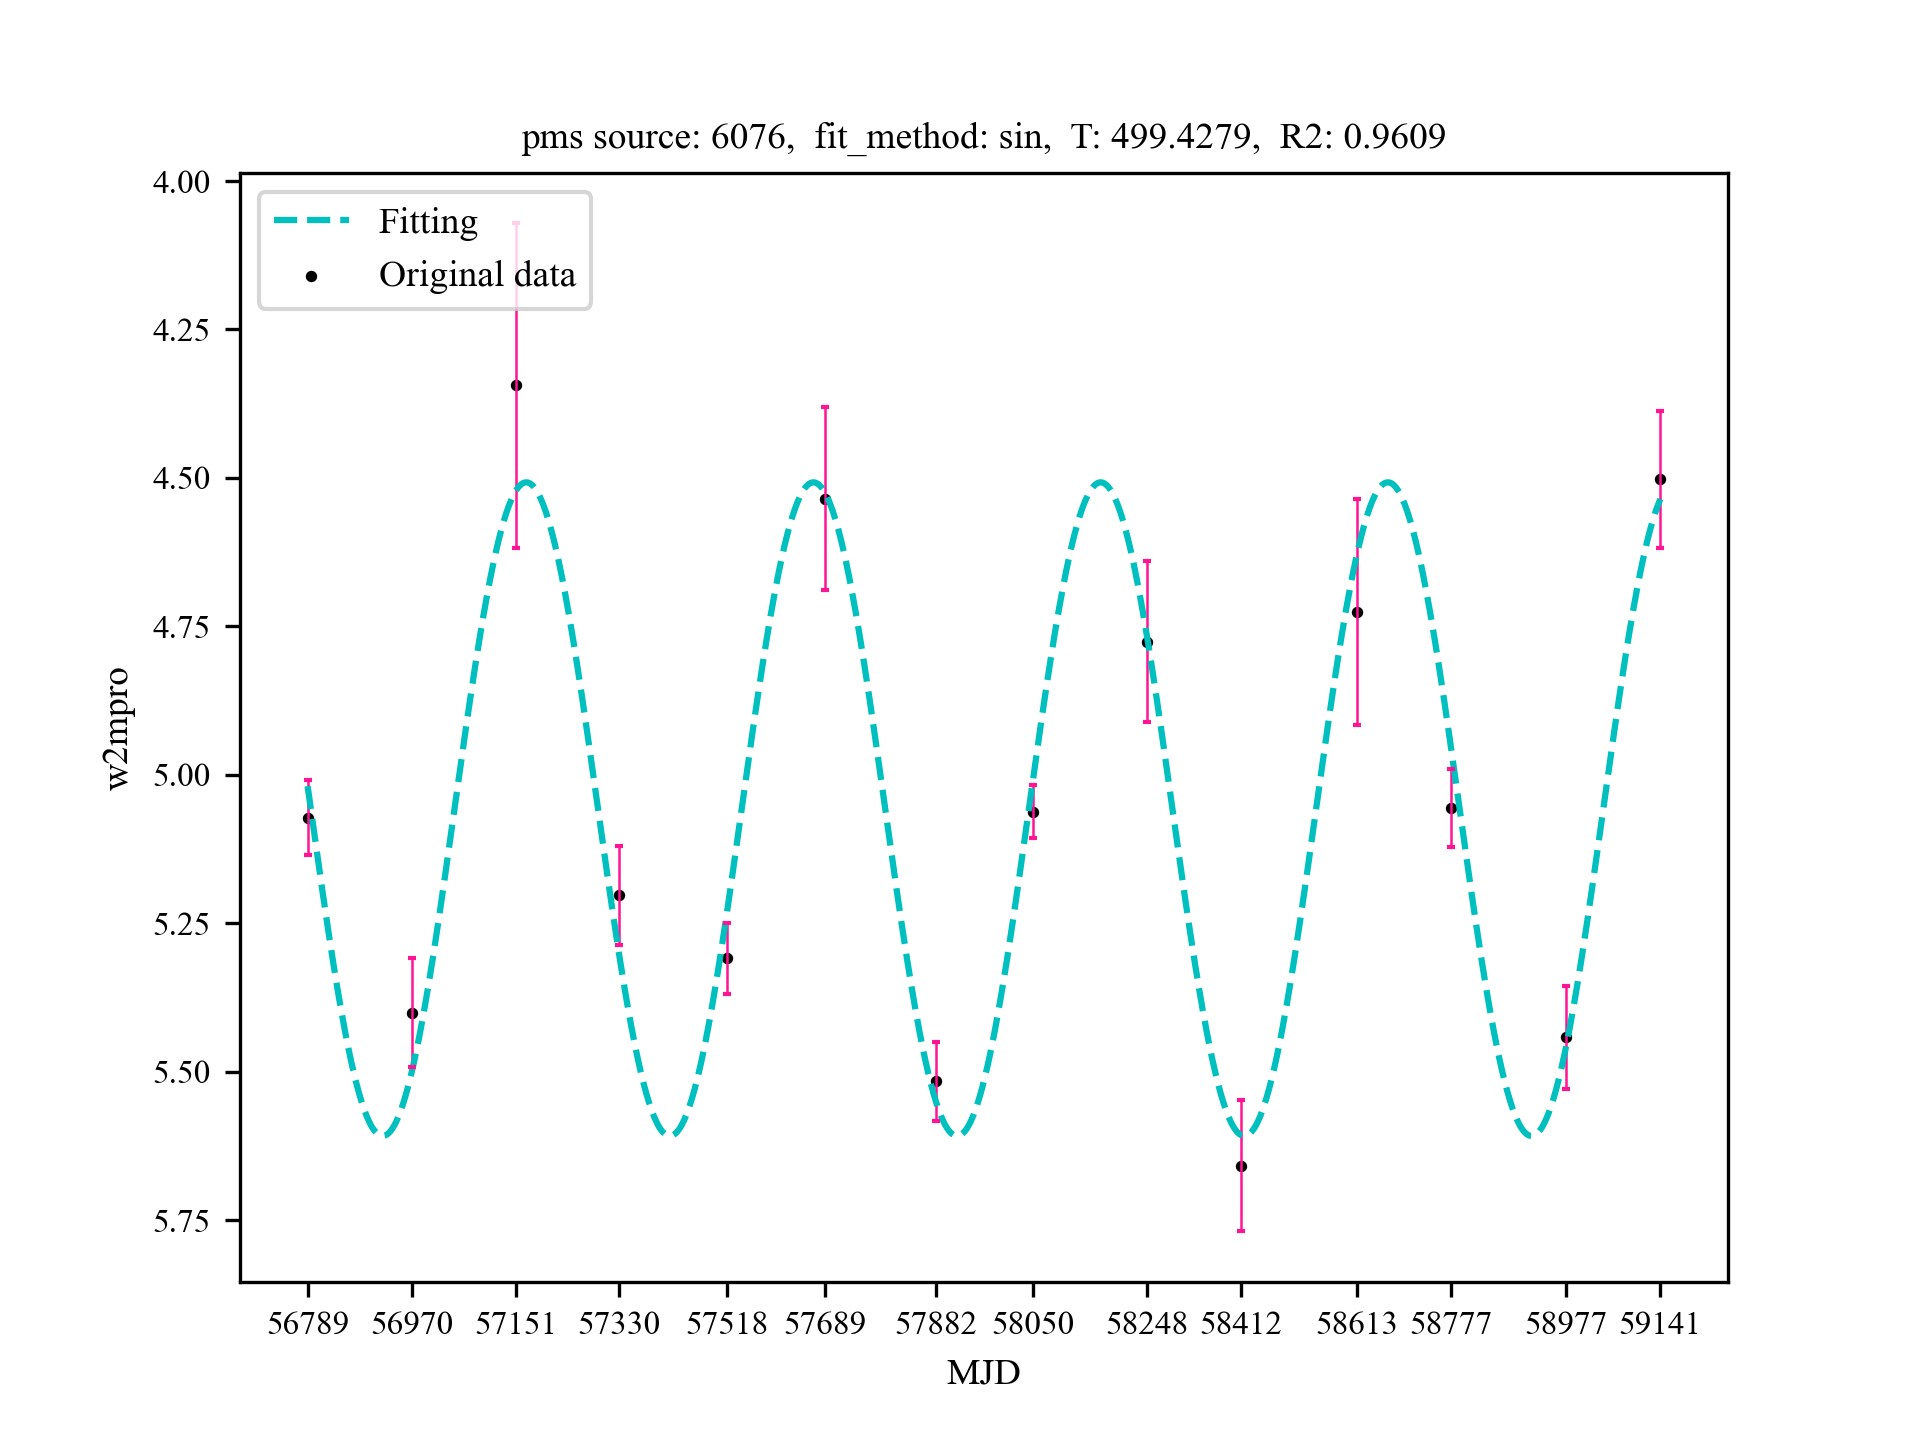 pms source: 6076,  fit_method: sin,  T: 499.4279,  R2: 0.9609
Fitting
Original data
4.00
4.25
4.50
4.75
5.00
5.25
5.50
5.75
w2mpro
56789 56970 57151 57330 57518 57689 57882 58050 58248 58412 58613 58777 58977 59141
MJD